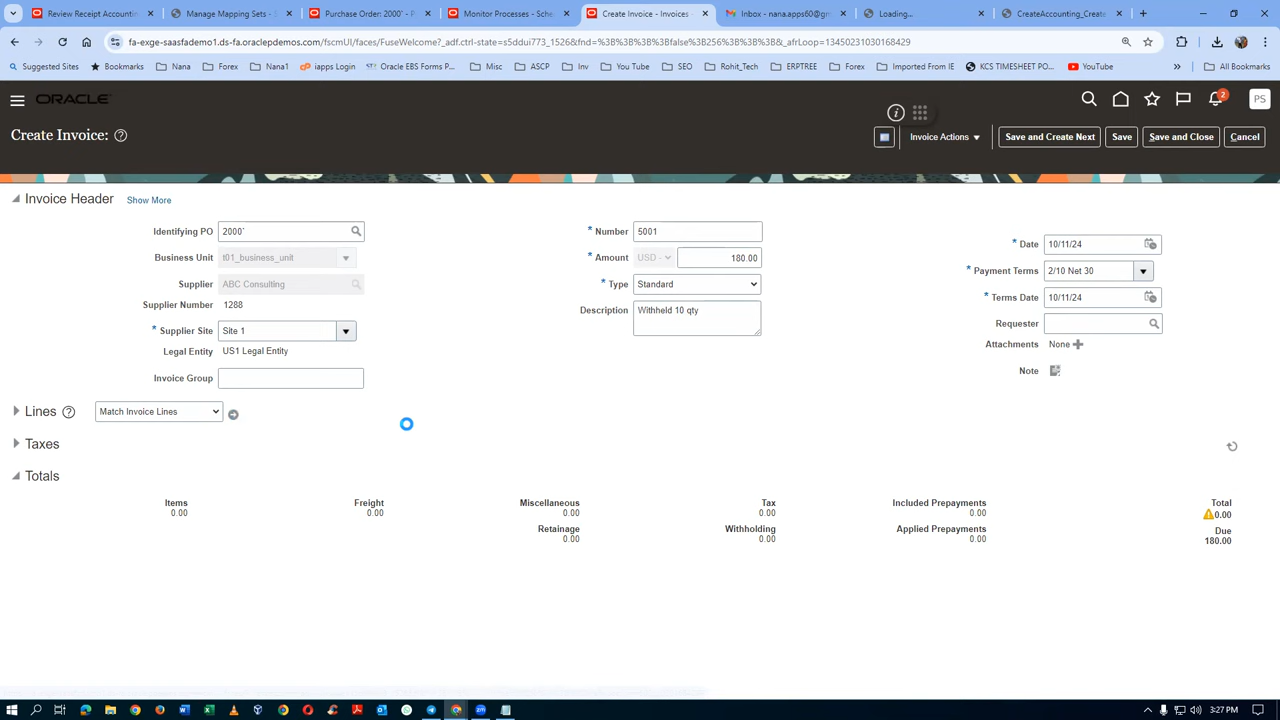 Review Receipt Accounting
Manage Mapping Sets - S
Purchase Order: 2000` - P
Monitor Processes - Sche
Create Invoice - Invoices -
Inbox - nana.apps60@gm
Loading...
CreateAccounting_Create
fa-exge-saasfademo1.ds-fa.oraclepdemos.com/fscmUI/faces/FuseWelcome?_adf.ctrl-state=s5ddui773_1526&fnd=%3B%3B%3B%3Bfalse%3B256%3B%3B%3B&_afrLoop=13450231030168429
Suggested Sites
Bookmarks
Nana
Forex
Nana1
iapps Login
Oracle EBS Forms P...
Misc
ASCP
Inv
You Tube
SEO
Rohit_Tech
ERPTREE
Forex
Imported From IE
KCS TIMESHEET PO...
YouTube
»
All Bookmarks
ORACLE
2
PS
Create Invoice: ?
Invoice Actions
Save and Create Next
Save
Save and Close
Cancel
Invoice Header Show More
Identifying PO 2000`
Business Unit t01_business_unit
Supplier ABC Consulting
Supplier Number 1288
* Supplier Site Site 1
Legal Entity US1 Legal Entity
Invoice Group
* Number 5001
* Amount USD - 180.00
* Type Standard
Description Withheld 10 qty
* Date 10/11/24
* Payment Terms 2/10 Net 30
* Terms Date 10/11/24
Requester
Attachments None
Note
Lines ? Match Invoice Lines
Taxes
Totals
Items Freight Miscellaneous Tax Included Prepayments Total
0.00 0.00 0.00 0.00 0.00 0.00
Retainage Withholding Applied Prepayments Due
0.00 0.00 0.00 180.00
3:27 PM